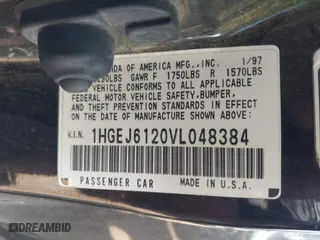 DA OF AMERICA MFG.,INC. 1/97
90LBS GAWR F 1750LBS R 1570LBS
VEHICLE CONFORMS TO ALL APPLICABLE
FEDERAL MOTOR VEHICLE SAFETY,BUMPER,
AND THEFT PREVENTION STANDARDS IN EFFECT
ON THE DATE OF MANUFACTURE SHOWN ABOVE.
V.I.N. 1HGEJ6120VL048384
PASSENGER CAR MADE IN U.S.A.
DREAMBID